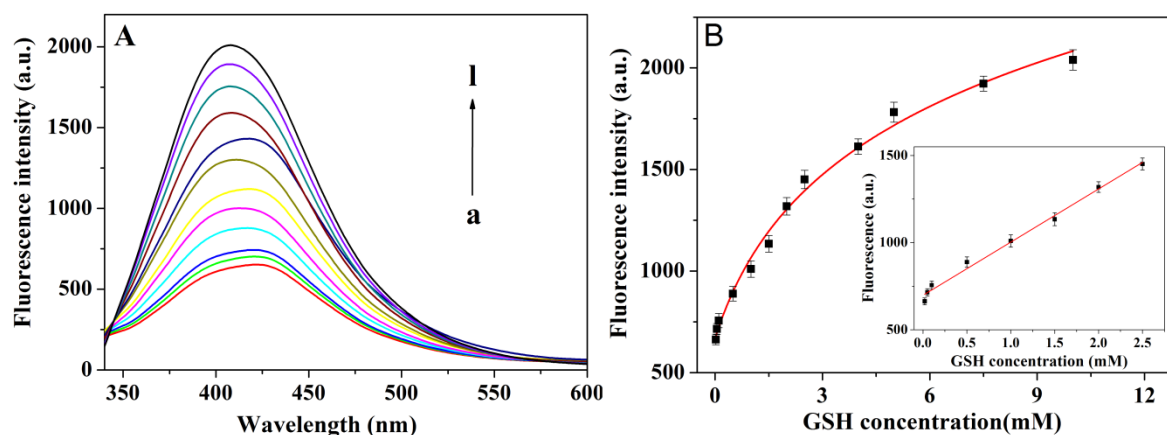 A
Fluorescence intensity (a.u.)
2000
1500
1000
500
0
l
a
400
450
500
550
600
Wavelength (nm)
B
Fluorescence intensity (a.u.)
2000
1500
1000
500
0
3
6
9
12
GSH concentration(mM)
Fluorescence (a.u.)
1500
1000
500
0.0
0.5
1.0
1.5
2.0
2.5
GSH concentration (mM)